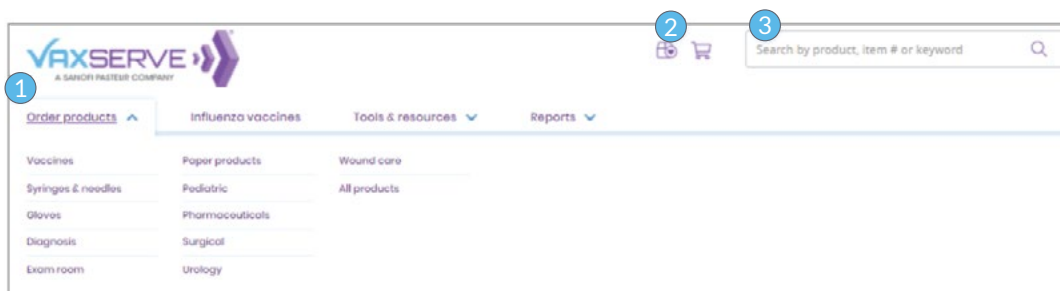 2 3
VAXSERVE Search by product, item # or keyword
A SANOFI PASTEUR COMPANY
1
Order products Influenza vaccines Tools & resources Reports
Vaccines Paper products Wound care
Syringes & needles Pediatric All products
Gloves Pharmaceuticals
Diagnosis Surgical
Exam room Urology